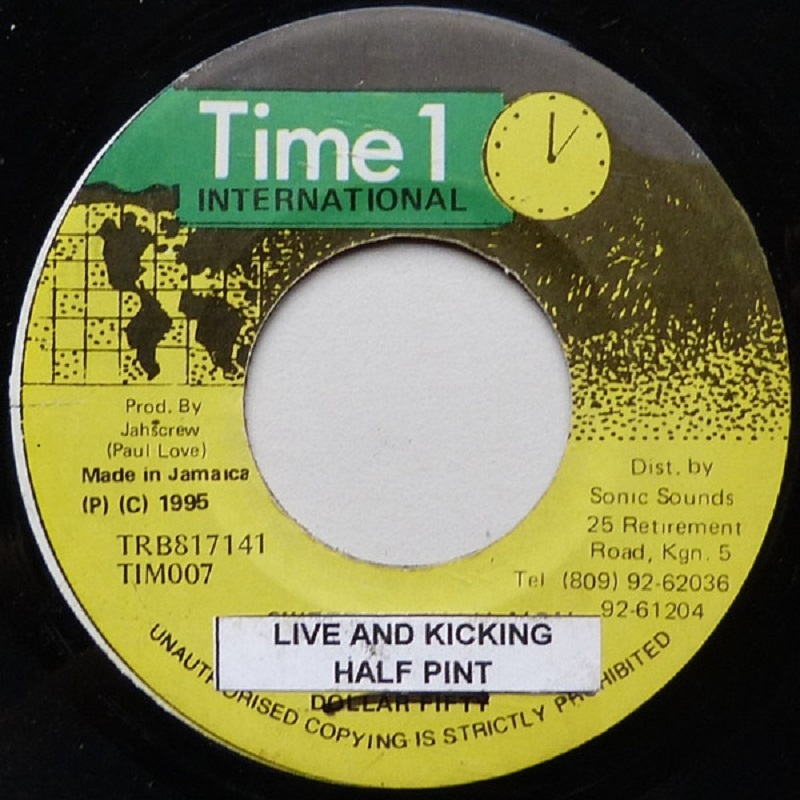 Time 1
INTERNATIONAL
Prod. By
Jahscrew
(Paul Love)
Made in Jamaica
(P) (C) 1995
TRB817141
TIM007
Dist. by
Sonic Sounds
25 Retirement
Road, Kgn. 5
Tel (809) 92-62036
92-61204
LIVE AND KICKING
HALF PINT
DOLLAR FIFTY
UNAUTHORISED COPYING IS STRICTLY PROHIBITED